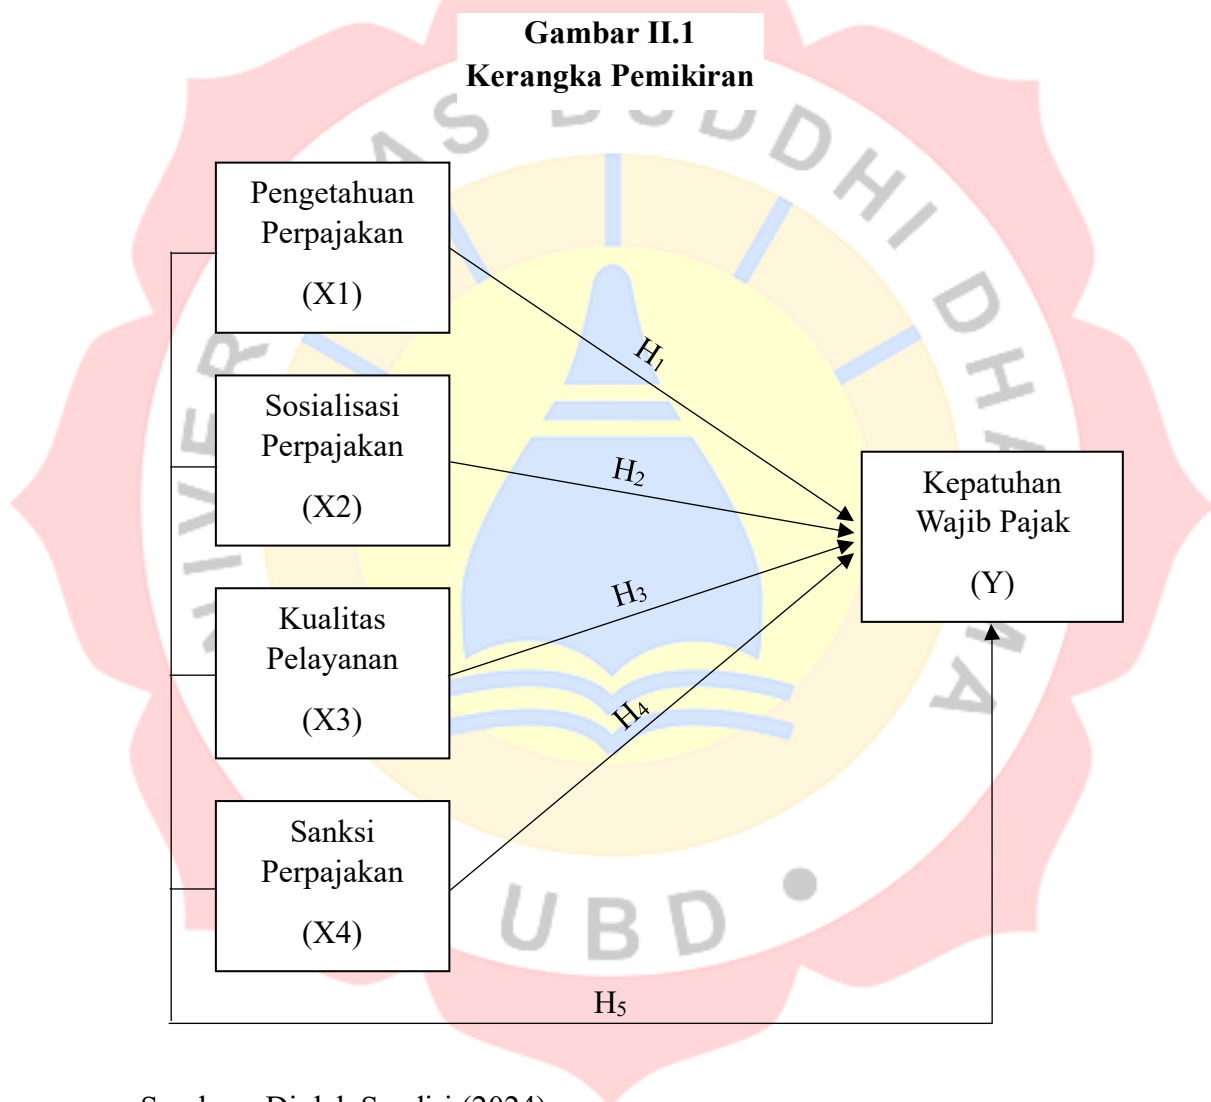 Gambar II.1
Kerangka Pemikiran
Pengetahuan
Perpajakan
(X1)
Sosialisasi
Perpajakan
(X2)
Kualitas
Pelayanan
(X3)
Sanksi
Perpajakan
(X4)
H1
H2
H3
H4
Kepatuhan
Wajib Pajak
(Y)
H5
UBD